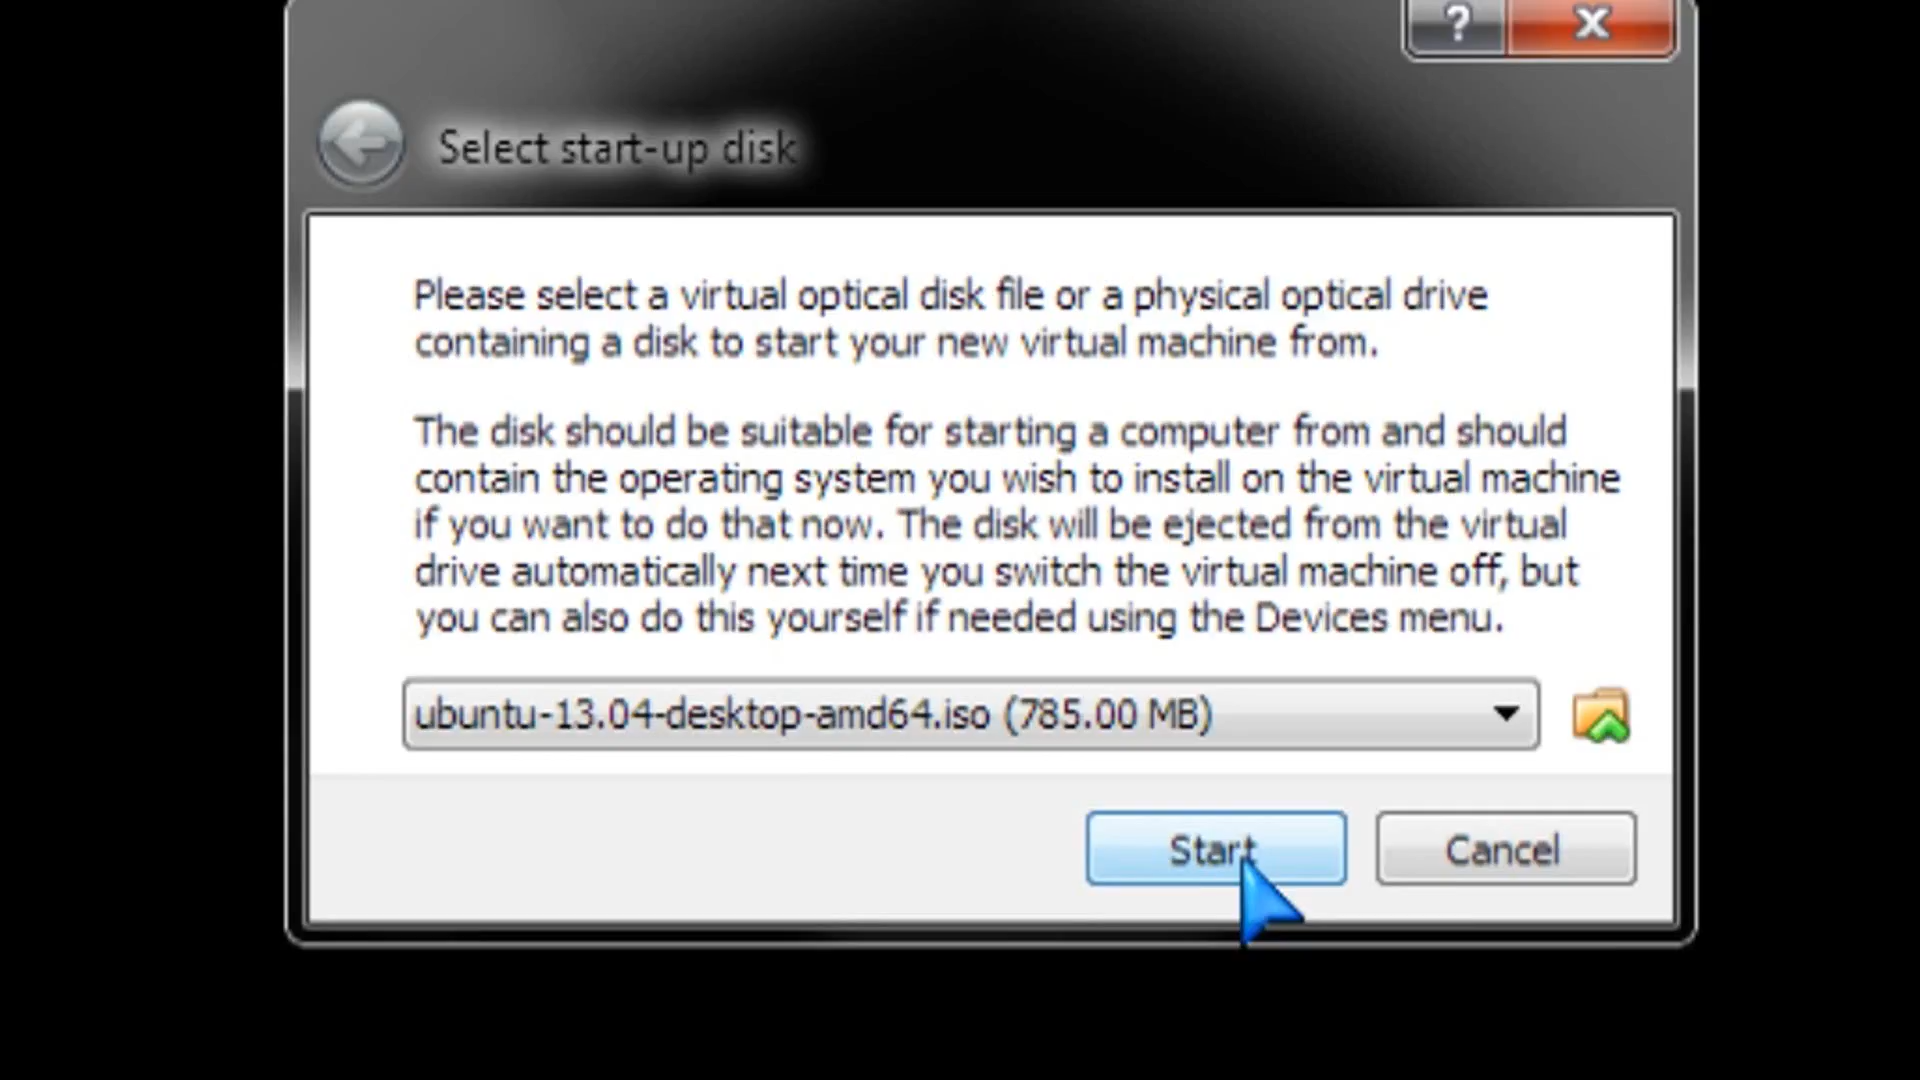 ?
Select start-up disk
Please select a virtual optical disk file or a physical optical drive
containing a disk to start your new virtual machine from.
The disk should be suitable for starting a computer from and should
contain the operating system you wish to install on the virtual machine
if you want to do that now. The disk will be ejected from the virtual
drive automatically next time you switch the virtual machine off, but
you can also do this yourself if needed using the Devices menu.
ubuntu-13.04-desktop-amd64.iso (785.00 MB)
Start Cancel